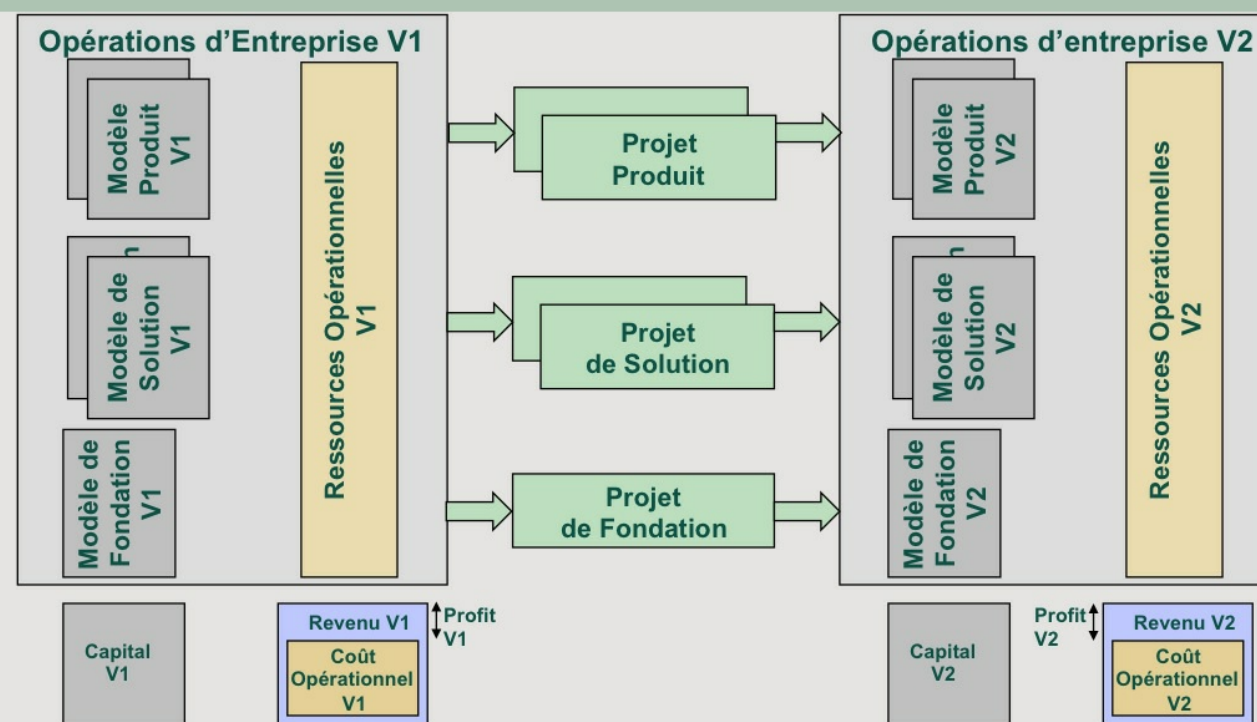 Opérations d'Entreprise V1
Modèle
Produit
V1
Modèle de
Solution
V1
Modèle de
Fondation
V1
Ressources Opérationnelles
V1
Projet
Produit
Projet
de Solution
Projet
de Fondation
Opérations d'entreprise V2
Modèle
Produit
V2
Modèle de
Solution
V2
Modèle de
Fondation
V2
Ressources Opérationnelles
V2
Capital
V1
Revenu V1
Coût
Opérationnel
V1
Profit
V1
Capital
V2
Profit
V2
Revenu V2
Coût
Opérationnel
V2